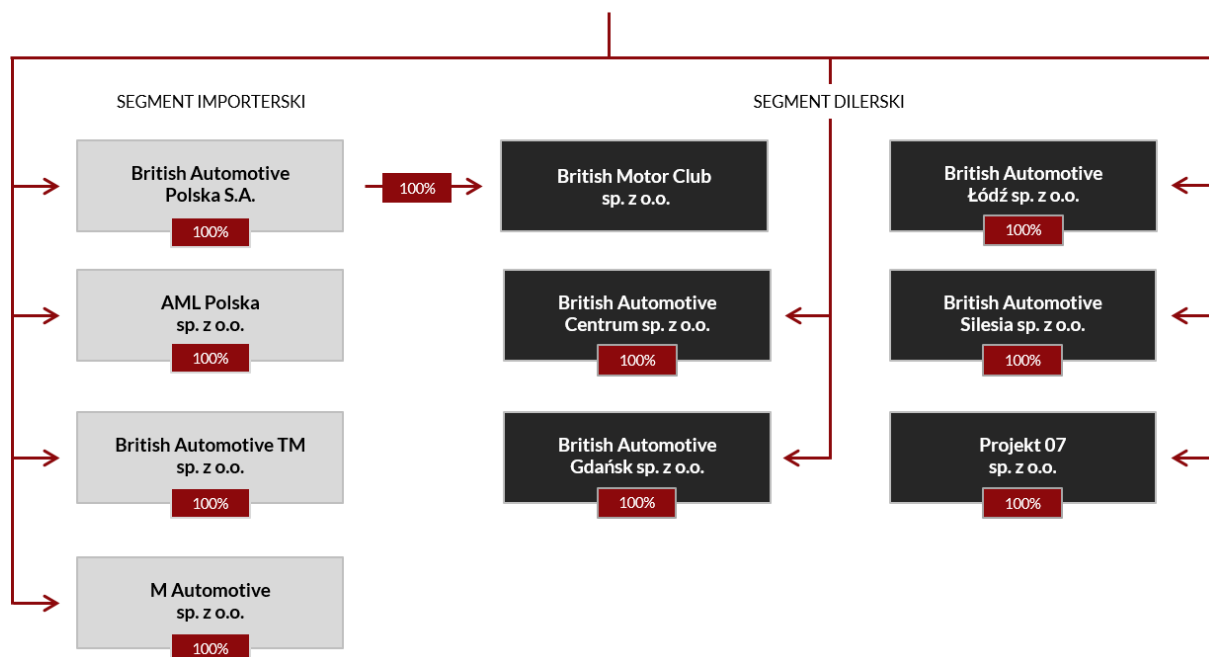 SEGMENT IMPORTERSKI
SEGMENT DILERSKI
British Automotive
Polska S.A.
100%
100%
British Motor Club
sp. z o.o.
British Automotive
Łódź sp. z o.o.
100%
AML Polska
sp. z o.o.
100%
British Automotive
Centrum sp. z o.o.
100%
British Automotive
Silesia sp. z o.o.
100%
British Automotive TM
sp. z o.o.
100%
British Automotive
Gdańsk sp. z o.o.
100%
Projekt 07
sp. z o.o.
100%
M Automotive
sp. z o.o.
100%